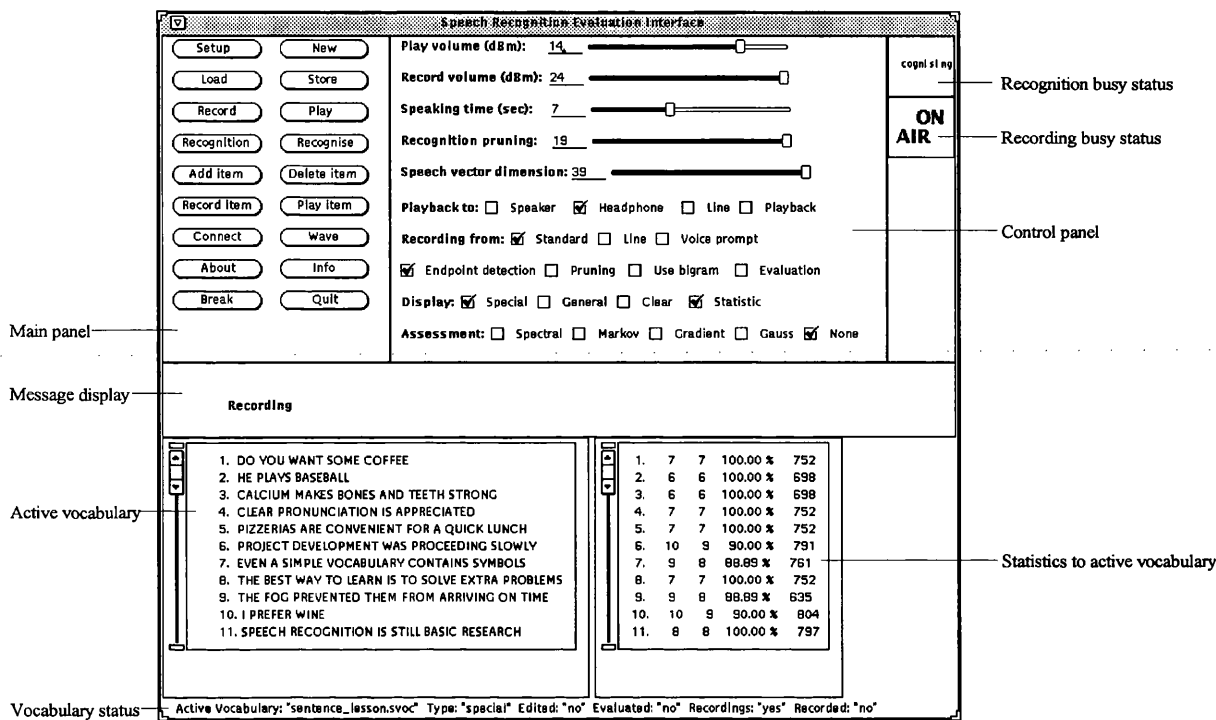 Speech Recognition Evaluation Interface
Setup New
Load Store
Record Play
Recognition Recognise
Add item Delete item
Record item Play item
Connect Wave
About Info
Break Quit
Play volume (dBm): 14
Record volume (dBm): 24
Speaking time (sec): 7
Recognition pruning: 19
Speech vector dimension: 39
Playback to: Speaker Headphone Line Playback
Recording from: Standard Line Voice prompt
Endpoint detection Pruning Use bigram Evaluation
Display: Special General Clear Statistic
Assessment: Spectral Markov Gradient Gauss None
cognising
ON
AIR
Recognition busy status
Recording busy status
Control panel
Main panel
Message display
Recording
Active vocabulary
1. DO YOU WANT SOME COFFEE
2. HE PLAYS BASEBALL
3. CALCIUM MAKES BONES AND TEETH STRONG
4. CLEAR PRONUNCIATION IS APPRECIATED
5. PIZZERIAS ARE CONVENIENT FOR A QUICK LUNCH
6. PROJECT DEVELOPMENT WAS PROCEEDING SLOWLY
7. EVEN A SIMPLE VOCABULARY CONTAINS SYMBOLS
8. THE BEST WAY TO LEARN IS TO SOLVE EXTRA PROBLEMS
9. THE FOG PREVENTED THEM FROM ARRIVING ON TIME
10. I PREFER WINE
11. SPEECH RECOGNITION IS STILL BASIC RESEARCH
1. 7 7 100.00 % 752
2. 6 6 100.00 % 698
3. 6 6 100.00 % 698
4. 7 7 100.00 % 752
5. 7 7 100.00 % 752
6. 10 9 90.00 % 791
7. 9 8 88.89 % 761
8. 7 7 100.00 % 752
9. 9 8 88.89 % 635
10. 10 9 90.00 % 804
11. 8 8 100.00 % 797
Statistics to active vocabulary
Vocabulary status
Active Vocabulary: "sentence_lesson.svoc" Type: "special" Edited: "no" Evaluated: "no" Recordings: "yes" Recorded: "no"